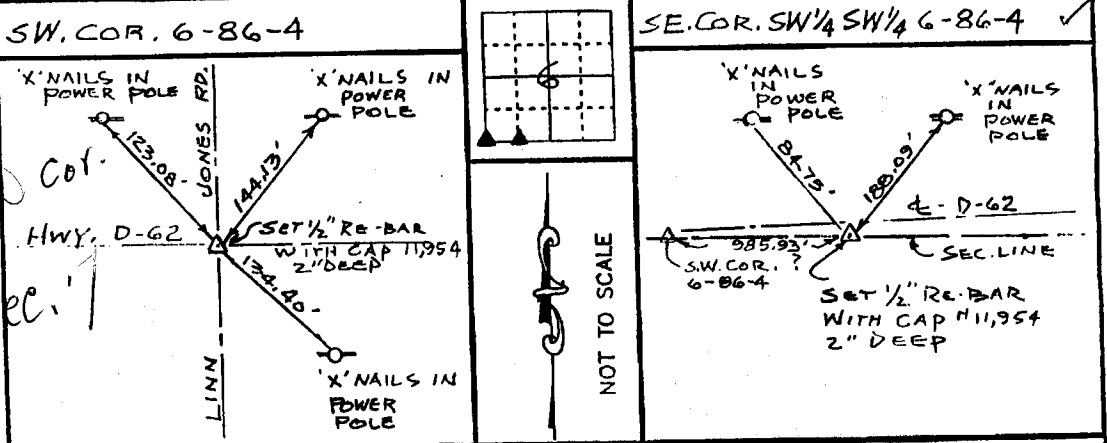 SW. COR. 6-86-4
'X' NAILS IN
POWER POLE
JONES RD.
'X' NAILS IN
POWER
POLE
123.08'
144.13'
Cor.
HWY. D-62
SET 1/2" RE-BAR
WITH CAP 11,954
2" DEEP
134.40'
LINN
'X' NAILS IN
POWER
POLE
6
NOT TO SCALE
SE. COR. SW 1/4 SW 1/4 6-86-4 ✓
'X' NAILS
IN
POWER
POLE
'X' NAILS
IN
POWER
POLE
84.75'
188.09'
℄ - D-62
985.93'
?
SEC. LINE
S.W. COR.
6-86-4
SET 1/2" RE-BAR
WITH CAP # 11,954
2" DEEP